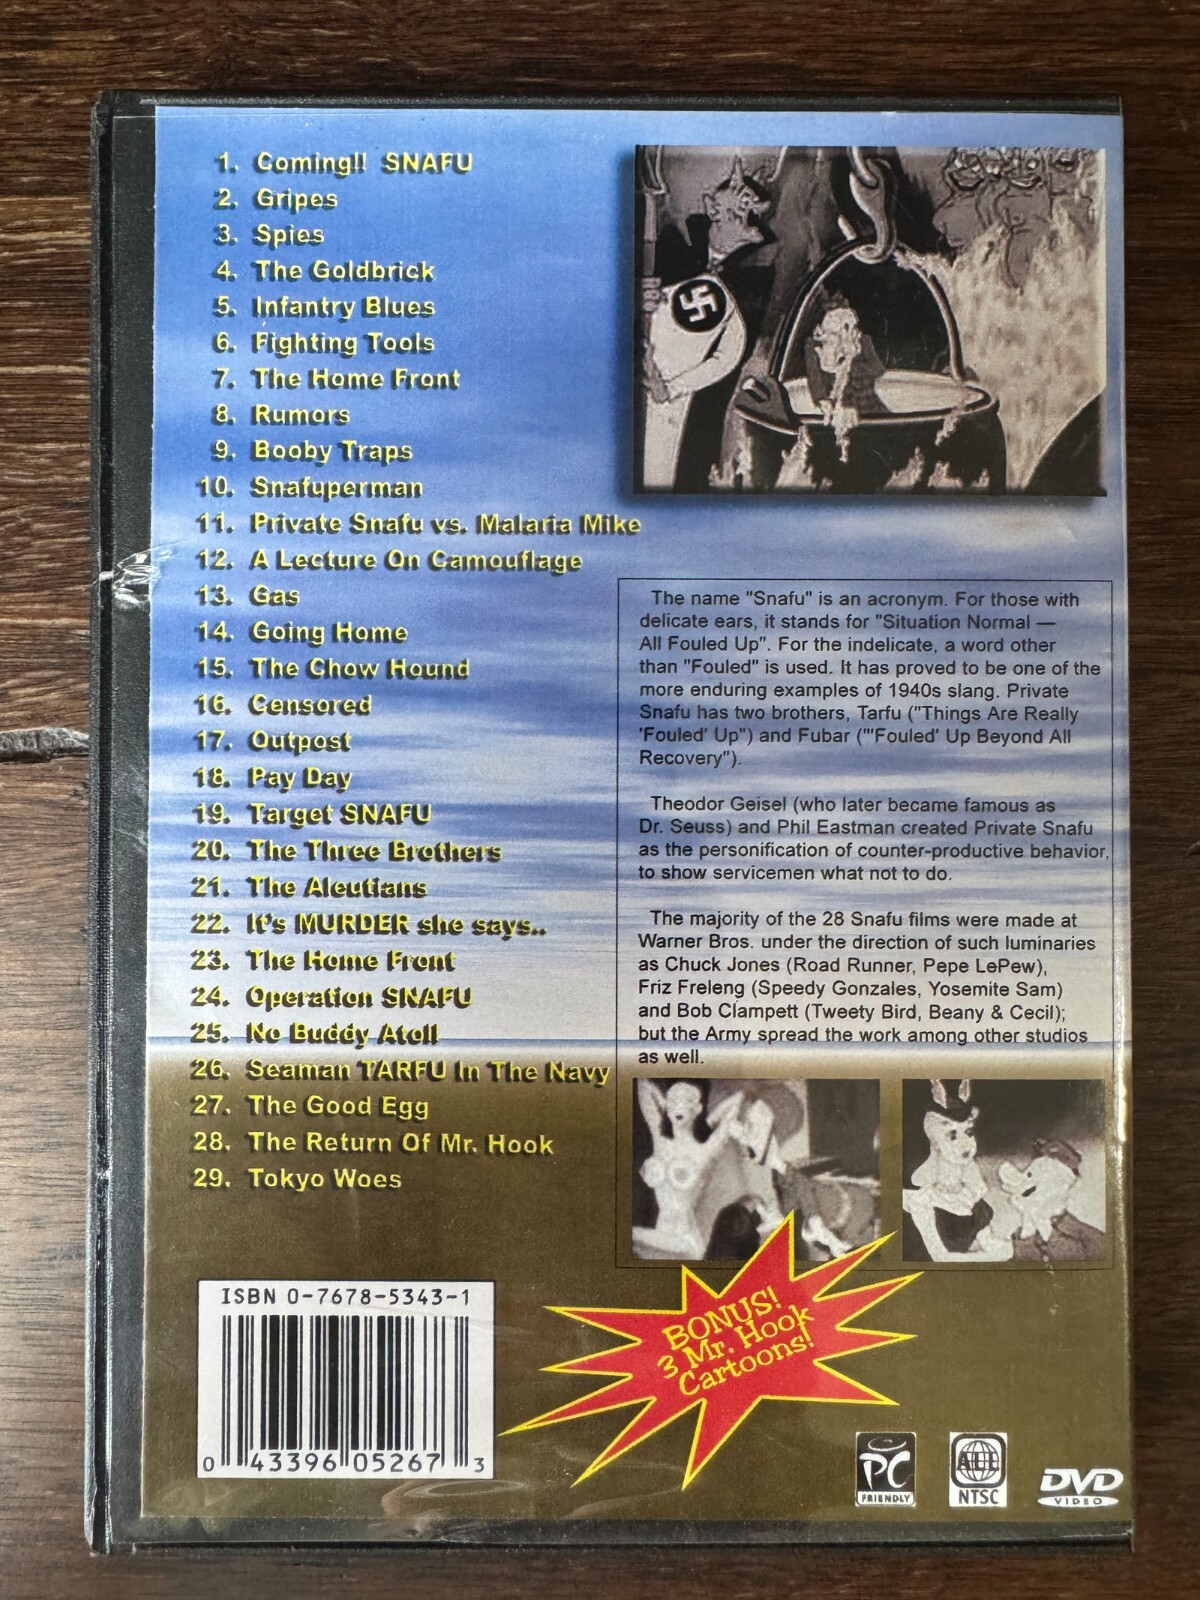 1. Coming!! SNAFU
2. Gripes
3. Spies
4. The Goldbrick
5. Infantry Blues
6. Fighting Tools
7. The Home Front
8. Rumors
9. Booby Traps
10. Snafuperman
11. Private Snafu vs. Malaria Mike
12. A Lecture On Camouflage
13. Gas
14. Going Home
15. The Chow Hound
16. Censored
17. Outpost
18. Pay Day
19. Target SNAFU
20. The Three Brothers
21. The Aleutians
22. It's MURDER she says..
23. The Home Front
24. Operation SNAFU
25. No Buddy Atoll
26. Seaman TARFU In The Navy
27. The Good Egg
28. The Return Of Mr. Hook
29. Tokyo Woes
The name "Snafu" is an acronym. For those with
delicate ears, it stands for "Situation Normal —
All Fouled Up". For the indelicate, a word other
than "Fouled" is used. It has proved to be one of the
more enduring examples of 1940s slang. Private
Snafu has two brothers, Tarfu ("Things Are Really
'Fouled' Up") and Fubar ("'Fouled' Up Beyond All
Recovery").
Theodor Geisel (who later became famous as
Dr. Seuss) and Phil Eastman created Private Snafu
as the personification of counter-productive behavior,
to show servicemen what not to do.
The majority of the 28 Snafu films were made at
Warner Bros. under the direction of such luminaries
as Chuck Jones (Road Runner, Pepe LePew),
Friz Freleng (Speedy Gonzales, Yosemite Sam)
and Bob Clampett (Tweety Bird, Beany & Cecil);
but the Army spread the work among other studios
as well.
BONUS!
3 Mr. Hook
Cartoons!
ISBN 0-7678-5343-1
0 43396 05267 3
PC
FRIENDLY
ALL
NTSC
DVD
VIDEO